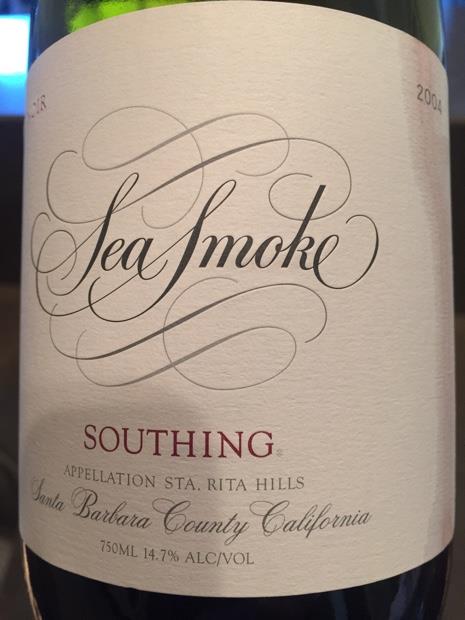 2004
Sea Smoke
SOUTHING
APPELLATION STA. RITA HILLS
Santa Barbara County California
750ML 14.7% ALC/VOL